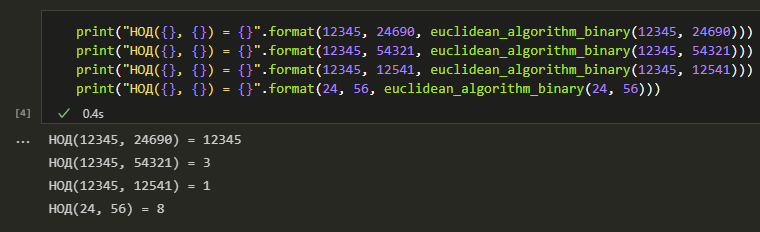 print("НОД({}, {}) = {}".format(12345, 24690, euclidean_algorithm_binary(12345, 24690)))
print("НОД({}, {}) = {}".format(12345, 54321, euclidean_algorithm_binary(12345, 54321)))
print("НОД({}, {}) = {}".format(12345, 12541, euclidean_algorithm_binary(12345, 12541)))
print("НОД({}, {}) = {}".format(24, 56, euclidean_algorithm_binary(24, 56)))
[4] ✓ 0.4s
... НОД(12345, 24690) = 12345
НОД(12345, 54321) = 3
НОД(12345, 12541) = 1
НОД(24, 56) = 8